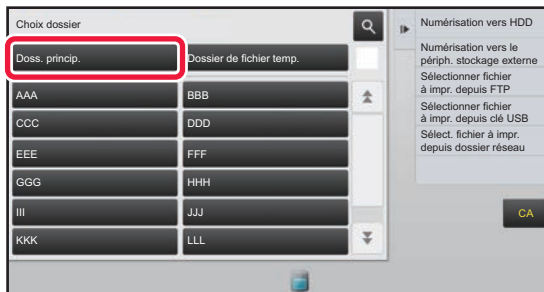 Choix dossier
Doss. princip.
Dossier de fichier temp.
AAA
BBB
CCC
DDD
EEE
FFF
GGG
HHH
III
JJJ
KKK
LLL
Numérisation vers HDD
Numérisation vers le
périph. stockage externe
Sélectionner fichier
à impr. depuis FTP
Sélectionner fichier
à impr. depuis clé USB
Sélect. fichier à impr.
depuis dossier réseau
CA